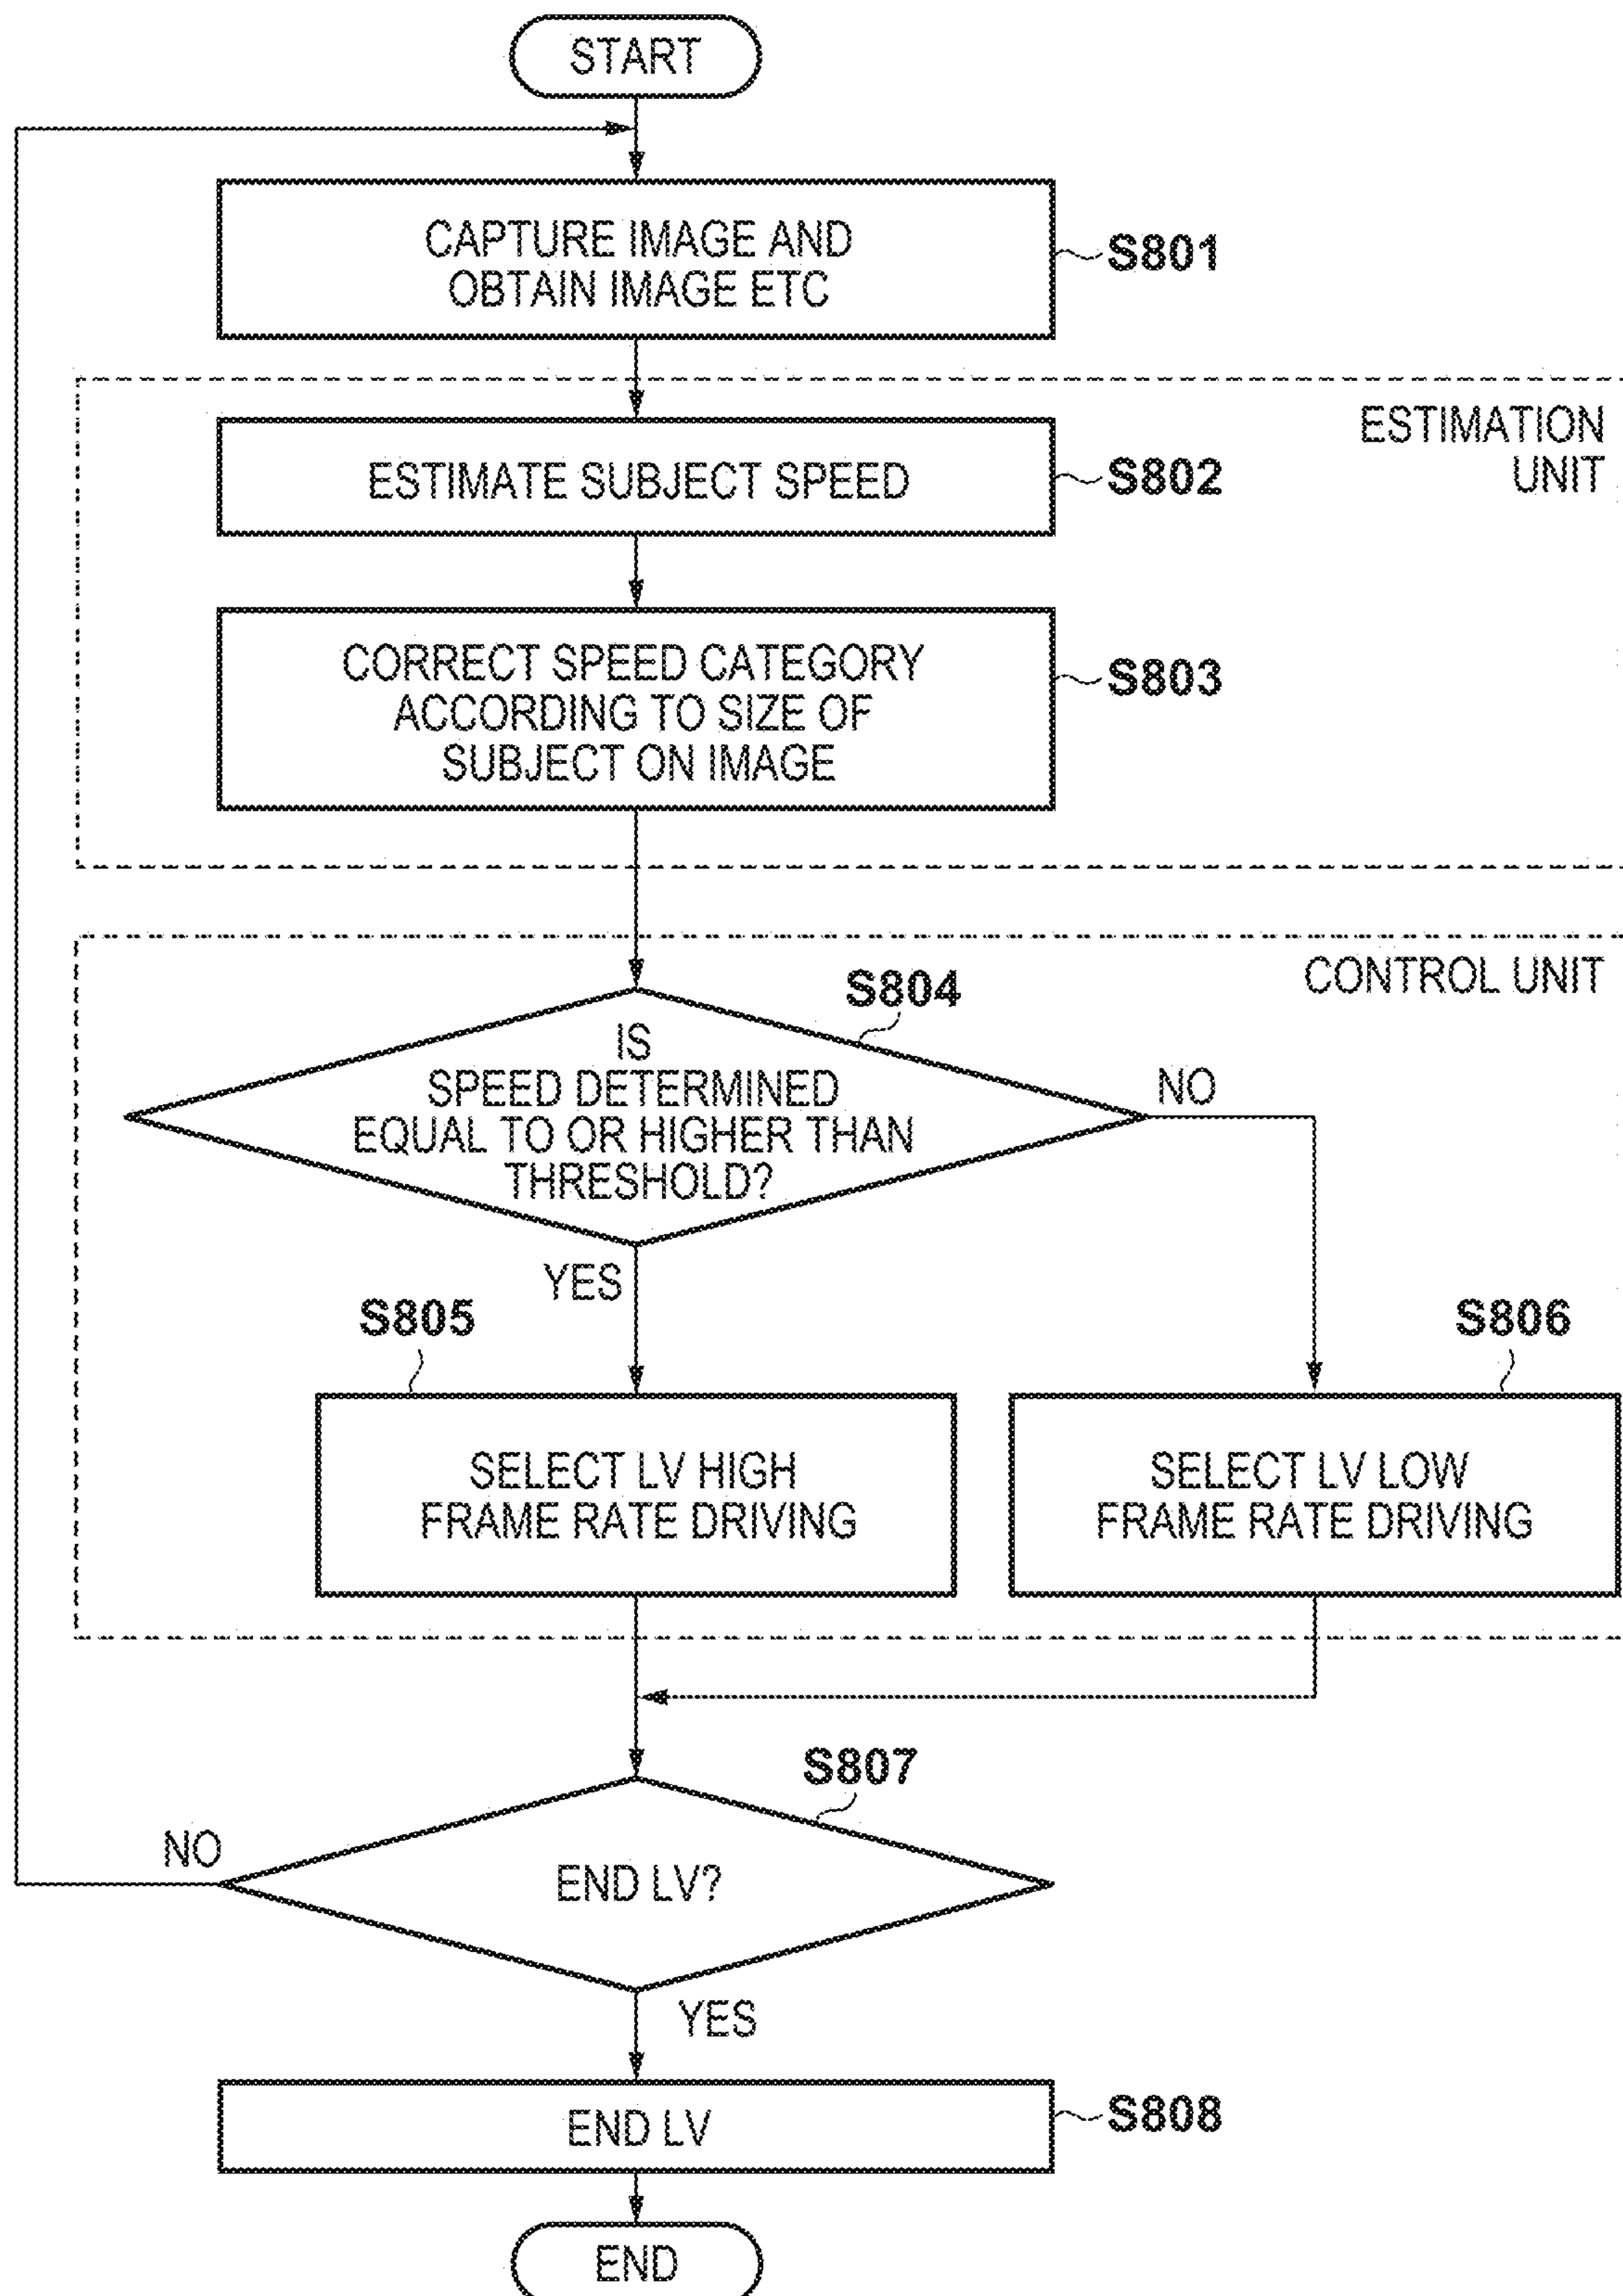 START
CAPTURE IMAGE AND
OBTAIN IMAGE ETC
S801
ESTIMATION
UNIT
ESTIMATE SUBJECT SPEED
S802
CORRECT SPEED CATEGORY
ACCORDING TO SIZE OF
SUBJECT ON IMAGE
S803
CONTROL UNIT
S804
IS
SPEED DETERMINED
EQUAL TO OR HIGHER THAN
THRESHOLD?
NO
YES
S805
S806
SELECT LV HIGH
FRAME RATE DRIVING
SELECT LV LOW
FRAME RATE DRIVING
S807
NO
END LV?
YES
END LV
S808
END